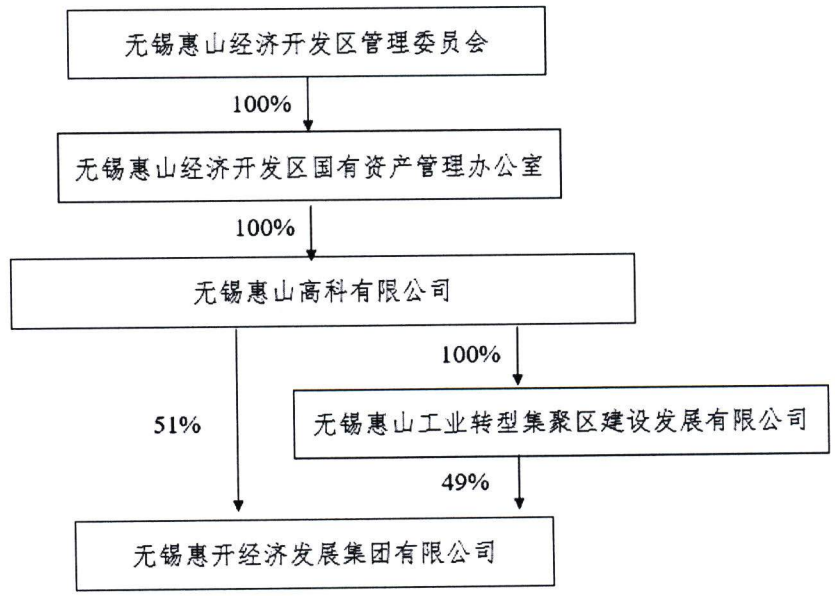 无锡惠山经济开发区管理委员会
100%
无锡惠山经济开发区国有资产管理办公室
100%
无锡惠山高科有限公司
100%
51%
无锡惠山工业转型集聚区建设发展有限公司
49%
无锡惠开经济发展集团有限公司